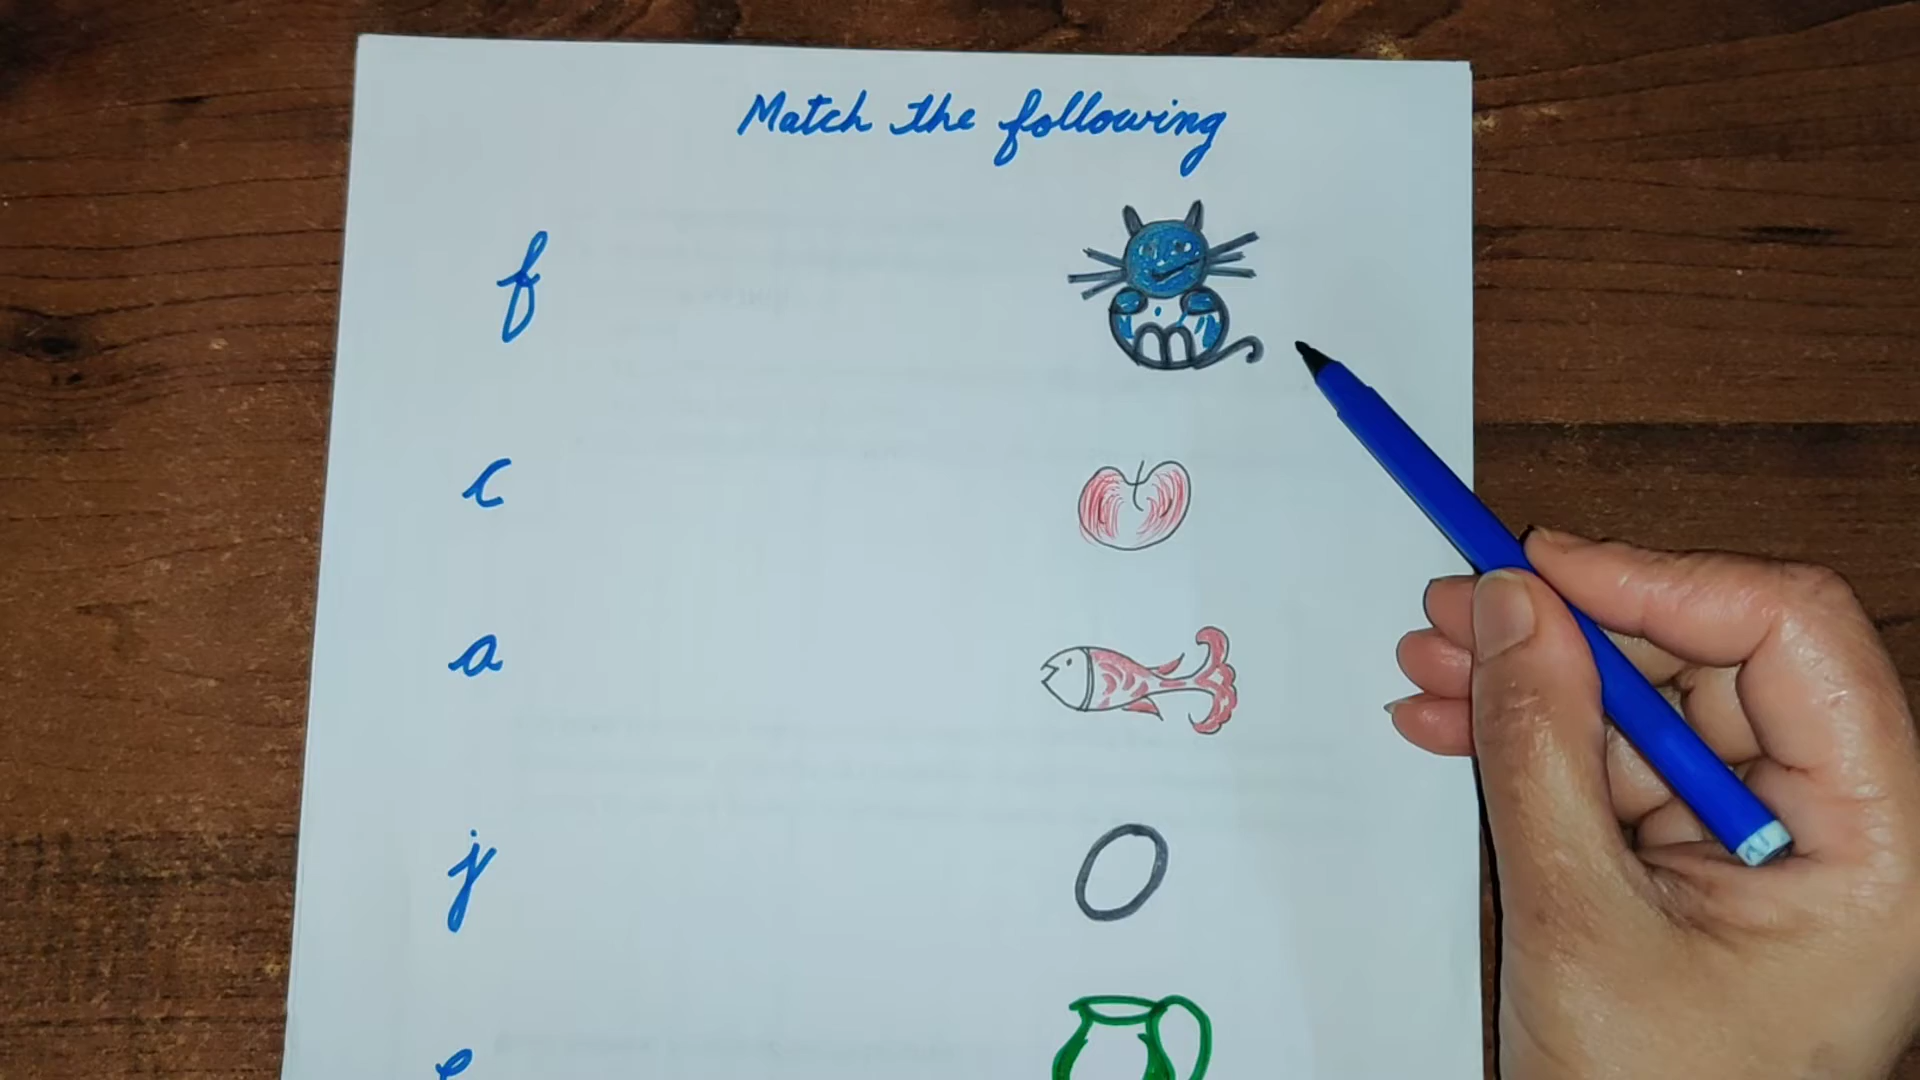 Match the following
f
c
a
j
e